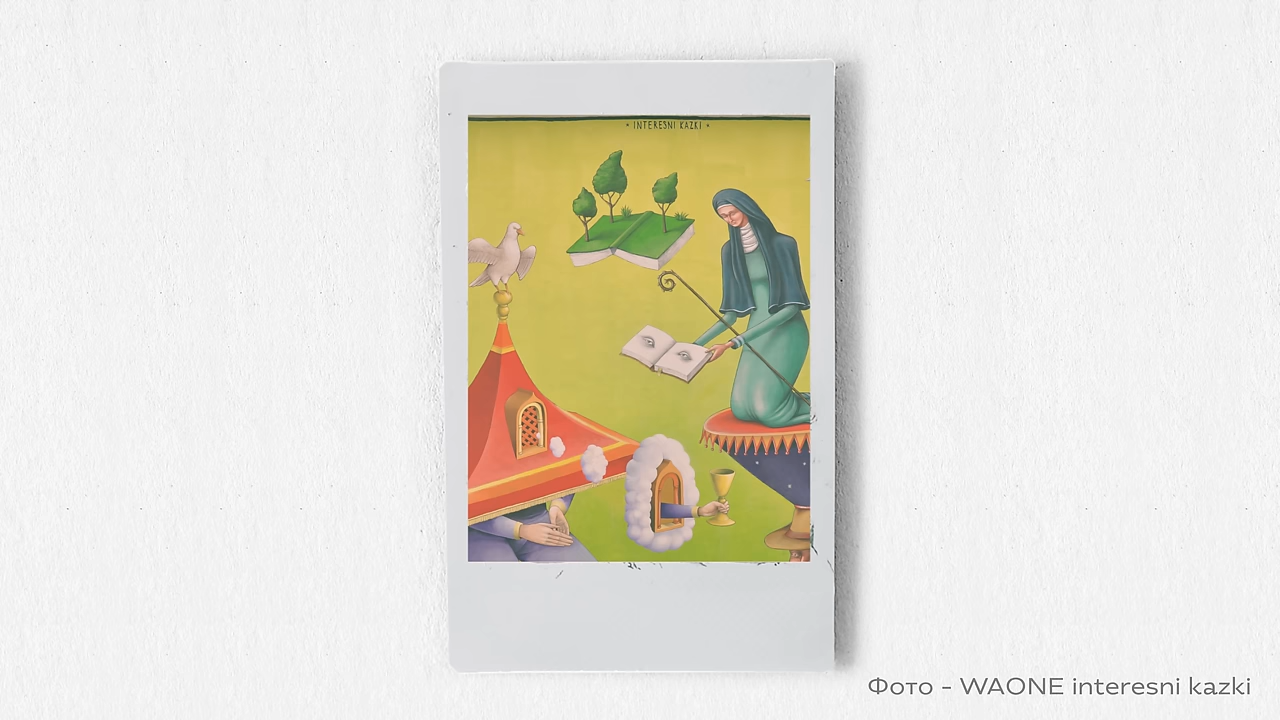 • INTERESNI KAZKI •
Фото - WAONE interesni kazki